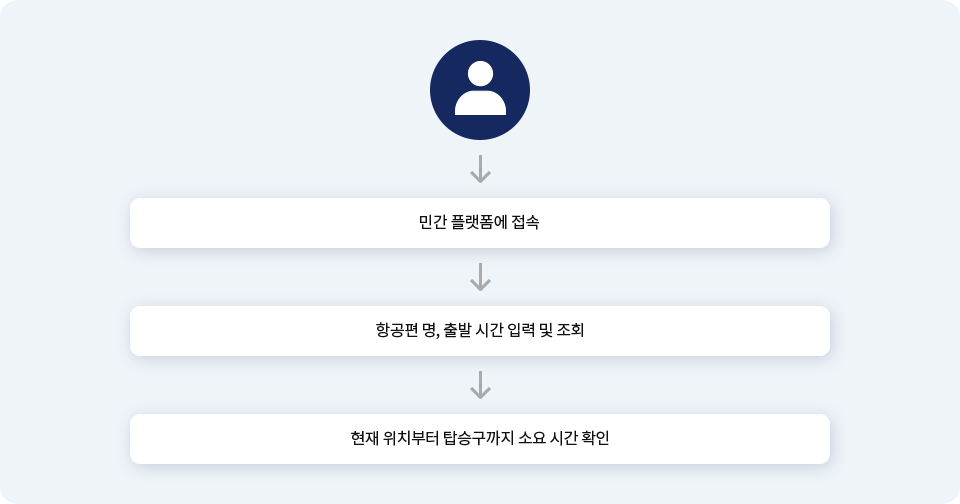 민간 플랫폼에 접속
항공편 명, 출발 시간 입력 및 조회
현재 위치부터 탑승구까지 소요 시간 확인